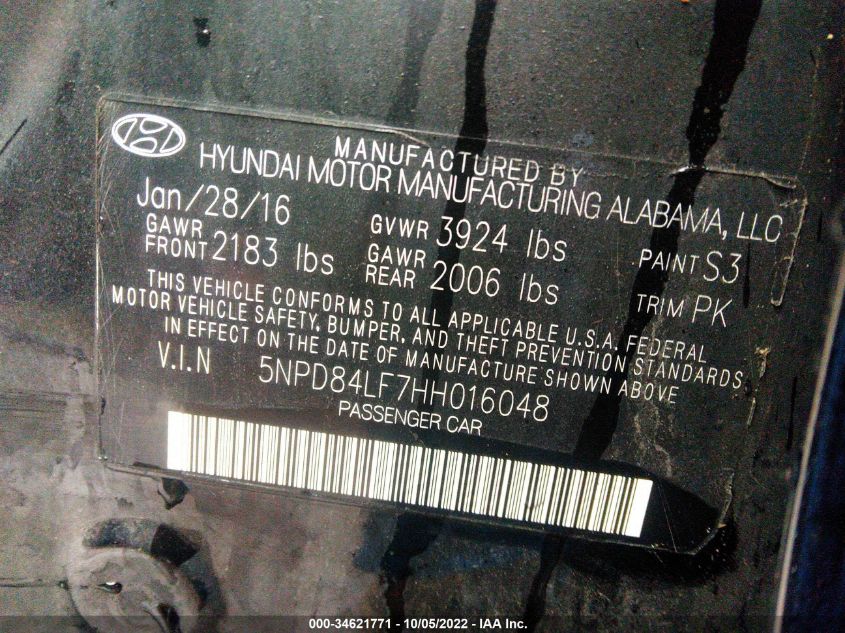 MANUFACTURED BY
HYUNDAI MOTOR MANUFACTURING ALABAMA, LLC
Jan/28/16 GVWR 3924 lbs PAINT S3
GAWR FRONT 2183 lbs GAWR REAR 2006 lbs TRIM PK
THIS VEHICLE CONFORMS TO ALL APPLICABLE U.S.A. FEDERAL
MOTOR VEHICLE SAFETY, BUMPER, AND THEFT PREVENTION STANDARDS
IN EFFECT ON THE DATE OF MANUFACTURE SHOWN ABOVE
V.I.N 5NPD84LF7HH016048
PASSENGER CAR
000-34621771 - 10/05/2022 - IAA Inc.